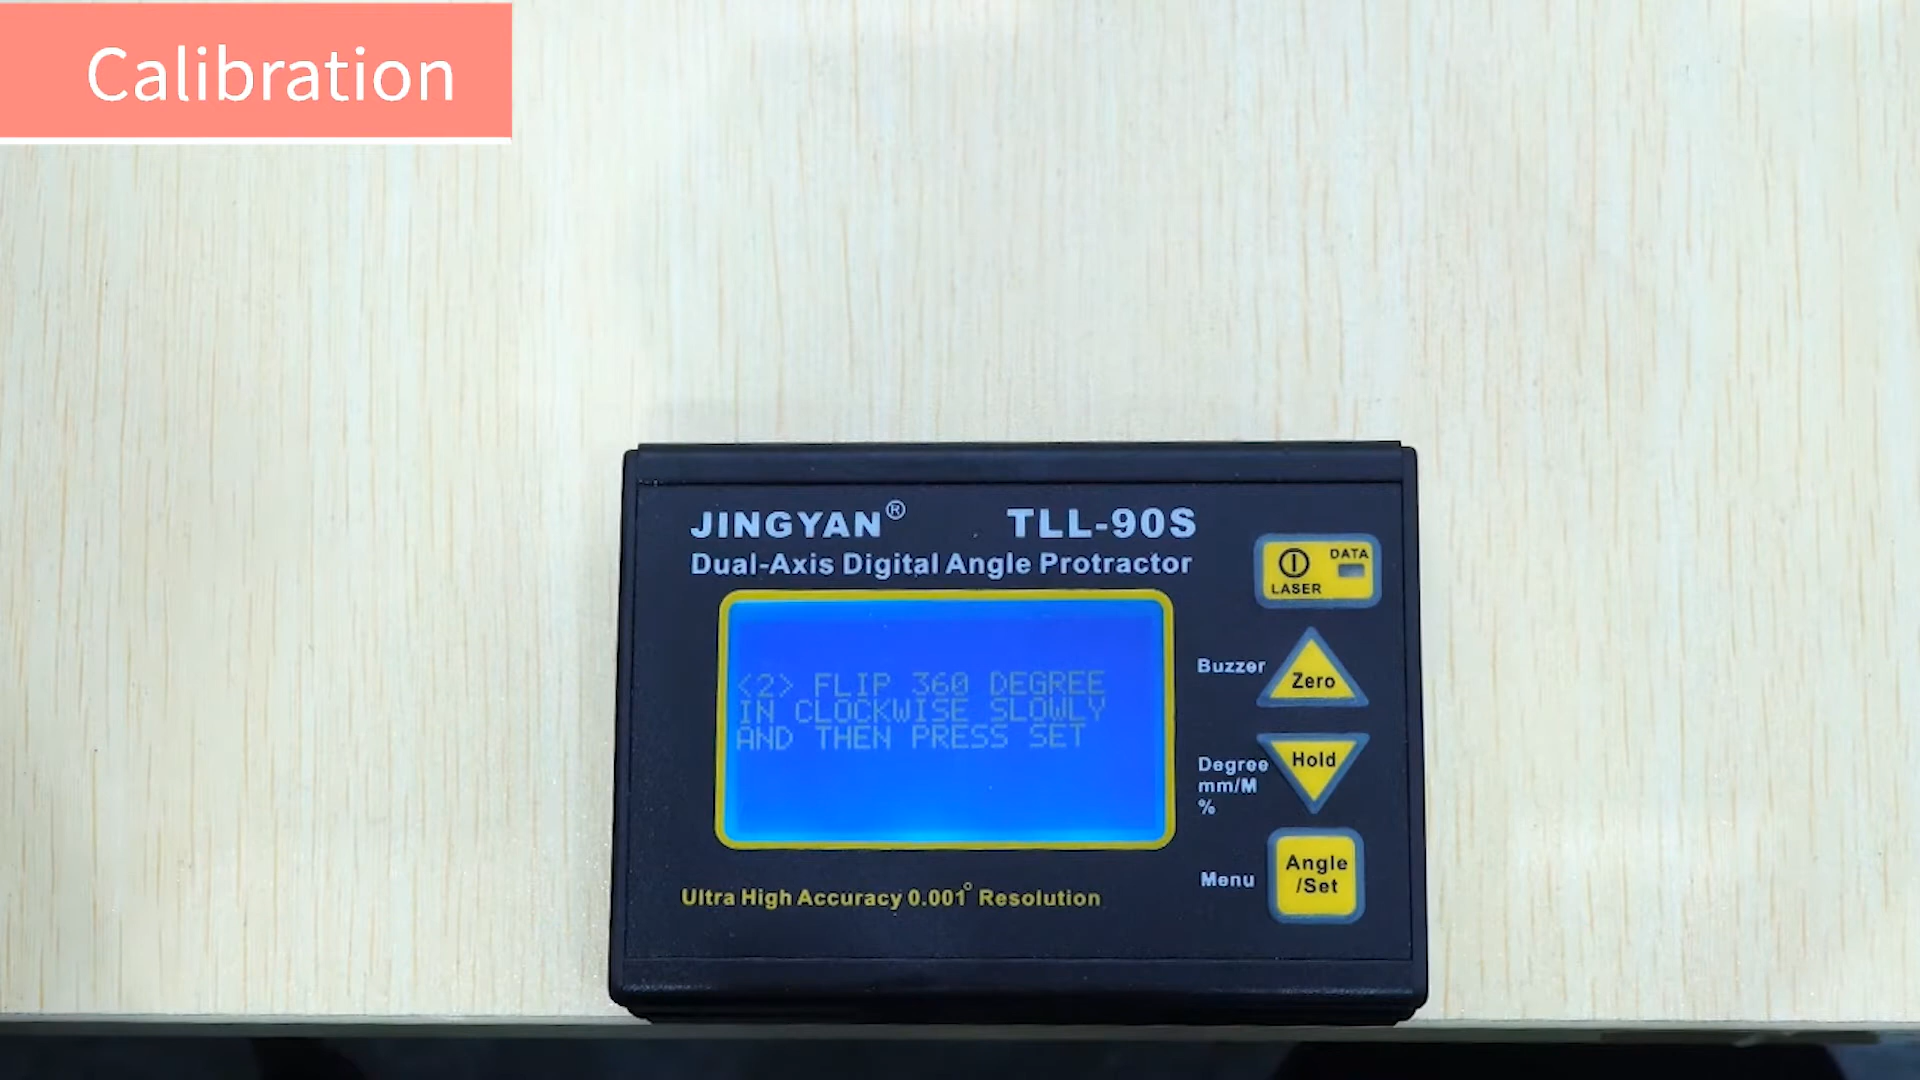 Calibration
JINGYAN® TLL-90S
Dual-Axis Digital Angle Protractor
DATA
LASER
<2> FLIP 360 DEGREE
IN CLOCKWISE SLOWLY
AND THEN PRESS SET
Buzzer
Zero
Degree
mm/M
%
Hold
Menu
Angle
/Set
Ultra High Accuracy 0.001° Resolution